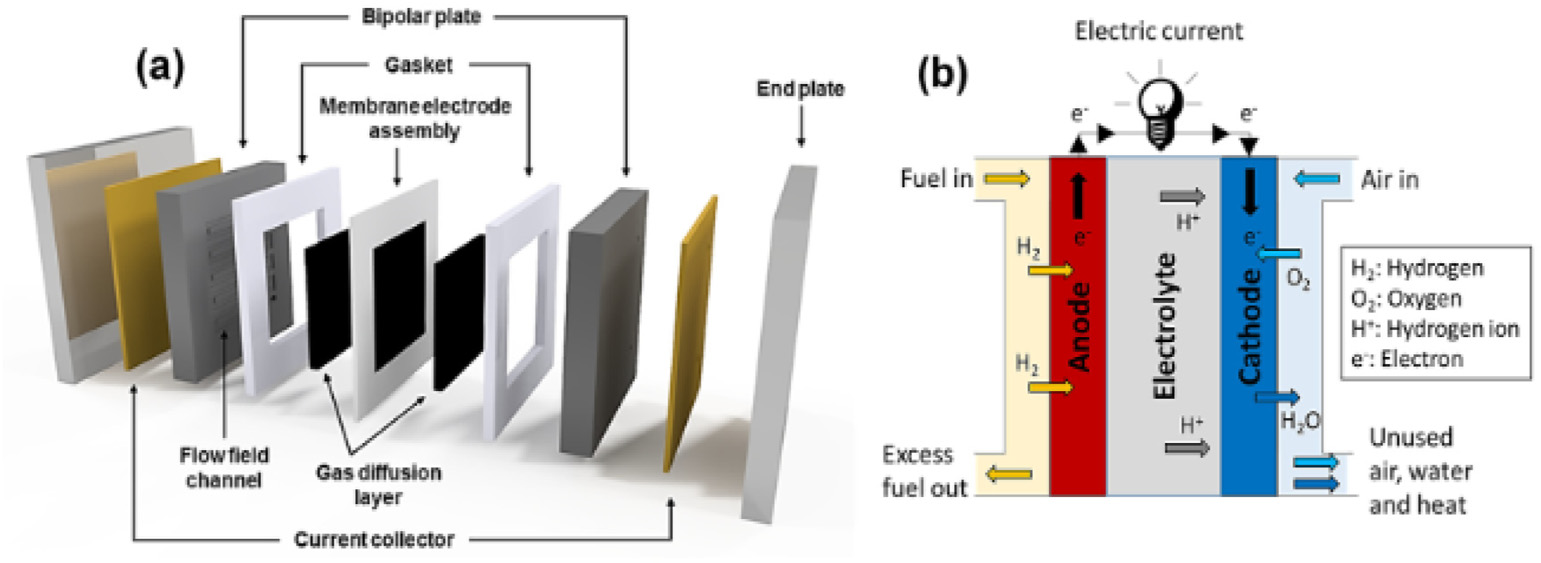 (a)
Bipolar plate
Gasket
Membrane electrode
assembly
End plate
Flow field
channel
Gas diffusion
layer
Current collector
(b)
Electric current
e⁻
e⁻
Fuel in
Air in
H⁺
e⁻
e⁻
H₂
O₂
Anode
Electrolyte
Cathode
H₂
H₂O
H⁺
H₂: Hydrogen
O₂: Oxygen
H⁺: Hydrogen ion
e⁻: Electron
Excess
fuel out
Unused
air, water
and heat